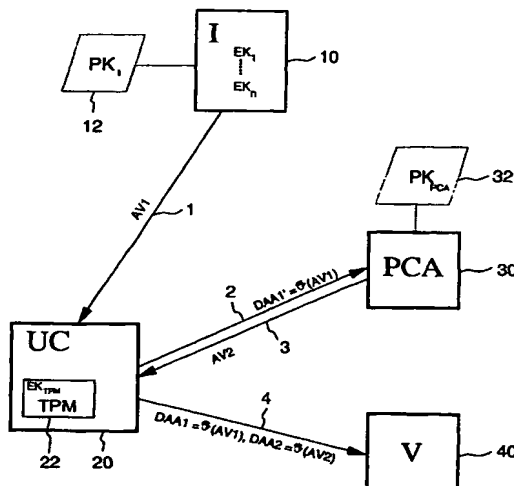 I
EK1
EKn
10
PKI
12
AV1
1
PKPCA
32
PCA
30
2
DAA1'=σ(AV1)
3
AV2
UC
EKTPM
TPM
22
20
4
DAA1 =σ(AV1), DAA2=σ(AV2)
V
40